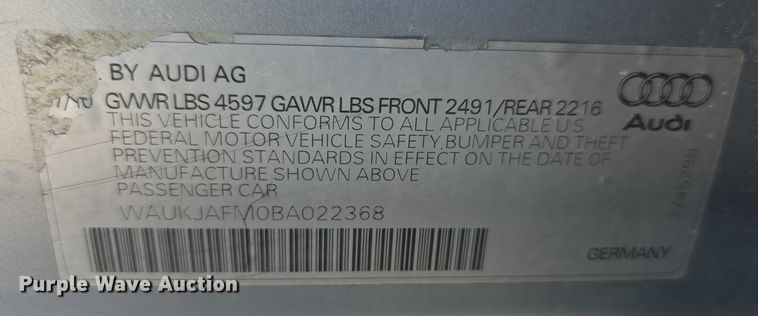 BY AUDI AG
GVWR LBS 4597 GAWR LBS FRONT 2491/REAR 2216
THIS VEHICLE CONFORMS TO ALL APPLICABLE U S
FEDERAL MOTOR VEHICLE SAFETY, BUMPER AND THEFT
PREVENTION STANDARDS IN EFFECT ON THE DATE OF
MANUFACTURE SHOWN ABOVE
PASSENGER CAR
WAUKJAFM0BA022368
Audi
2745298
GERMANY
Purple Wave Auction